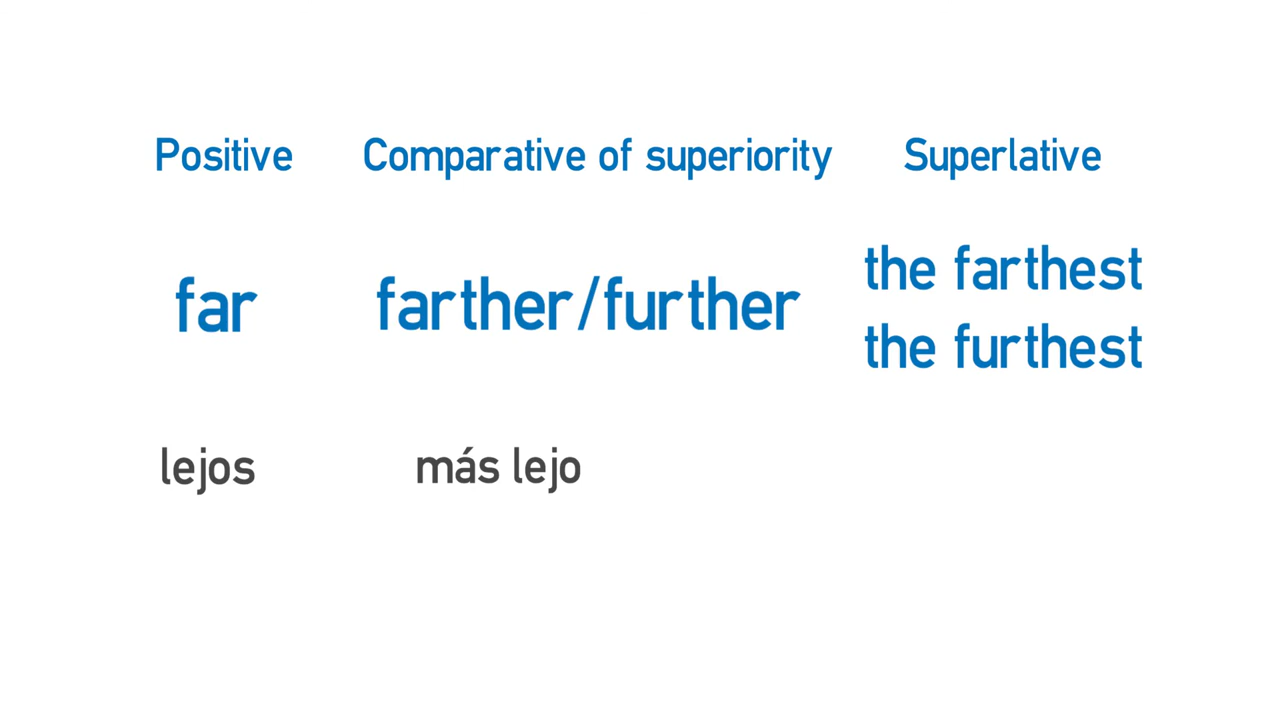 Positive Comparative of superiority Superlative
the farthest
far farther/further
the furthest
lejos más lejo